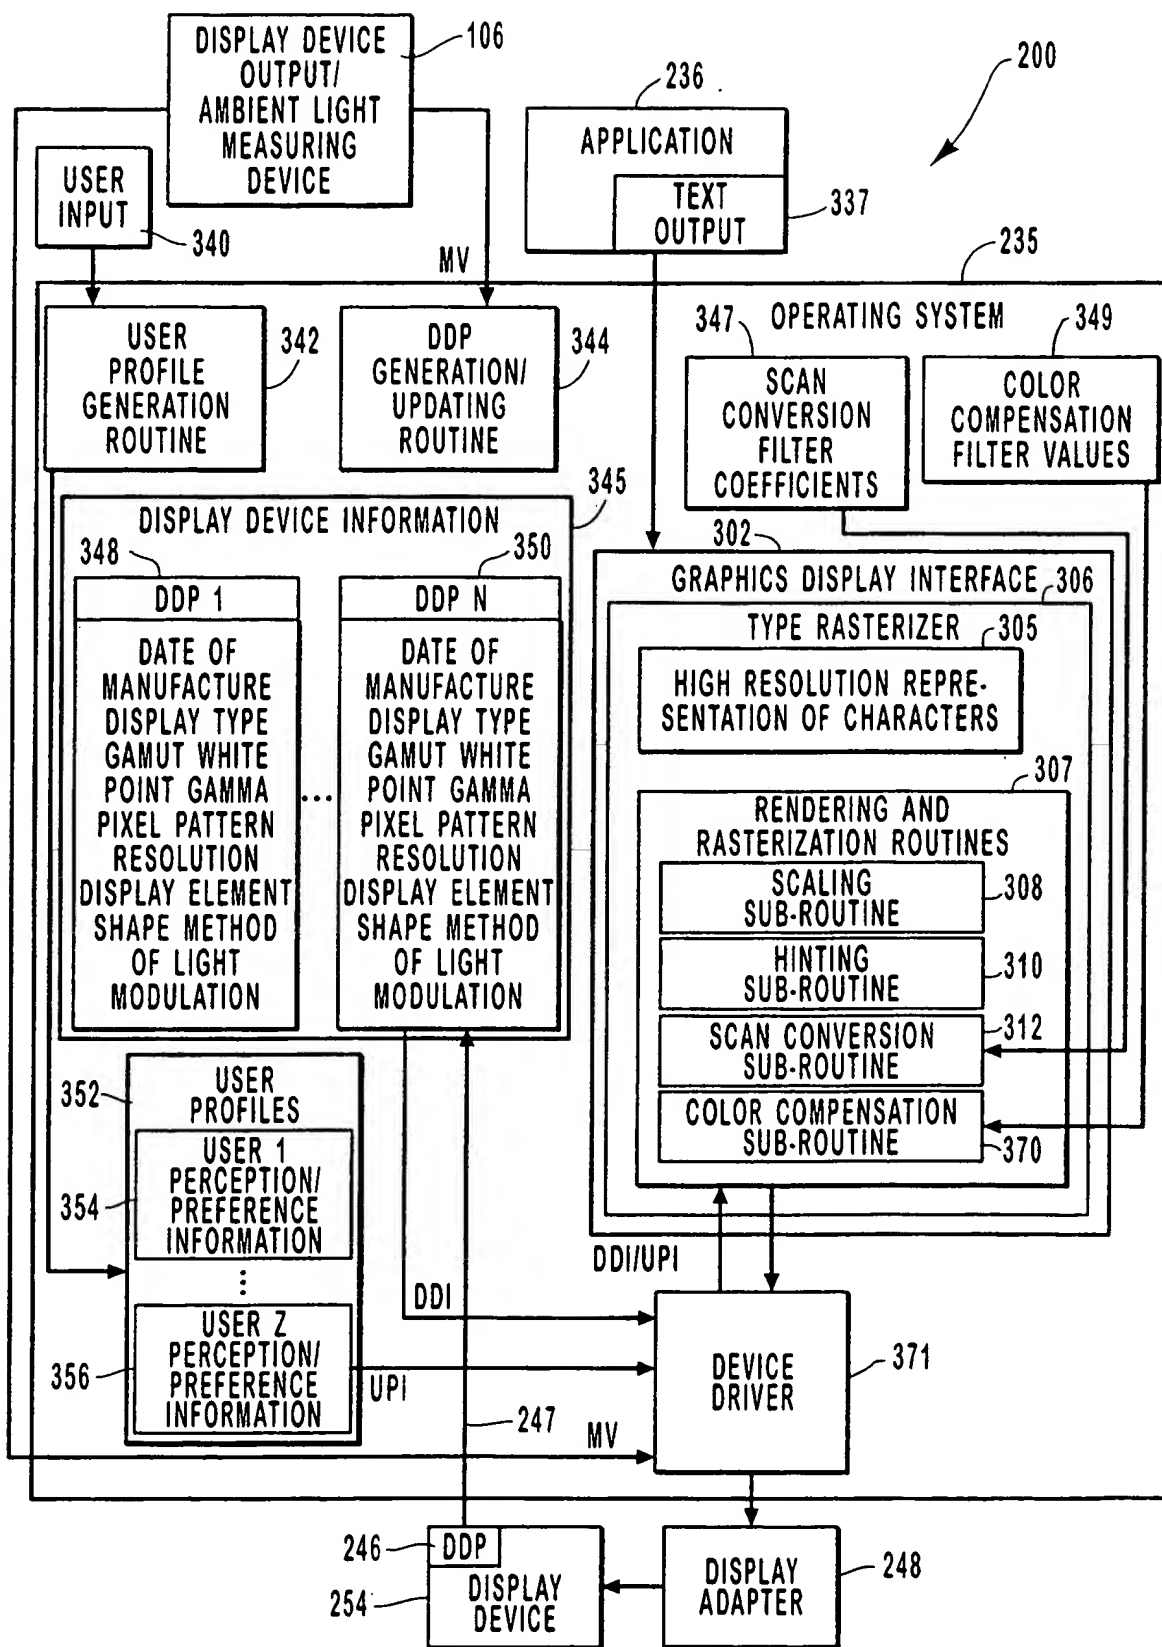 DISPLAY DEVICE
OUTPUT/
AMBIENT LIGHT
MEASURING
DEVICE
106
200
236
APPLICATION
TEXT
OUTPUT
337
USER
INPUT
340
MV
235
OPERATING SYSTEM
USER
PROFILE
GENERATION
ROUTINE
342
DDP
GENERATION/
UPDATING
ROUTINE
344
347
SCAN
CONVERSION
FILTER
COEFFICIENTS
349
COLOR
COMPENSATION
FILTER VALUES
345
DISPLAY DEVICE INFORMATION
348
DDP 1
DATE OF
MANUFACTURE
DISPLAY TYPE
GAMUT WHITE
POINT GAMMA
PIXEL PATTERN
RESOLUTION
DISPLAY ELEMENT
SHAPE METHOD
OF LIGHT
MODULATION
...
350
DDP N
DATE OF
MANUFACTURE
DISPLAY TYPE
GAMUT WHITE
POINT GAMMA
PIXEL PATTERN
RESOLUTION
DISPLAY ELEMENT
SHAPE METHOD
OF LIGHT
MODULATION
302
GRAPHICS DISPLAY INTERFACE
306
TYPE RASTERIZER
305
HIGH RESOLUTION REPRE-
SENTATION OF CHARACTERS
307
RENDERING AND
RASTERIZATION ROUTINES
SCALING
SUB-ROUTINE
308
HINTING
SUB-ROUTINE
310
SCAN CONVERSION
SUB-ROUTINE
312
COLOR COMPENSATION
SUB-ROUTINE
370
352
USER
PROFILES
354
USER 1
PERCEPTION/
PREFERENCE
INFORMATION
...
356
USER Z
PERCEPTION/
PREFERENCE
INFORMATION
DDI
UPI
247
MV
DDI/UPI
DEVICE
DRIVER
371
246
DDP
254
DISPLAY
DEVICE
DISPLAY
ADAPTER
248